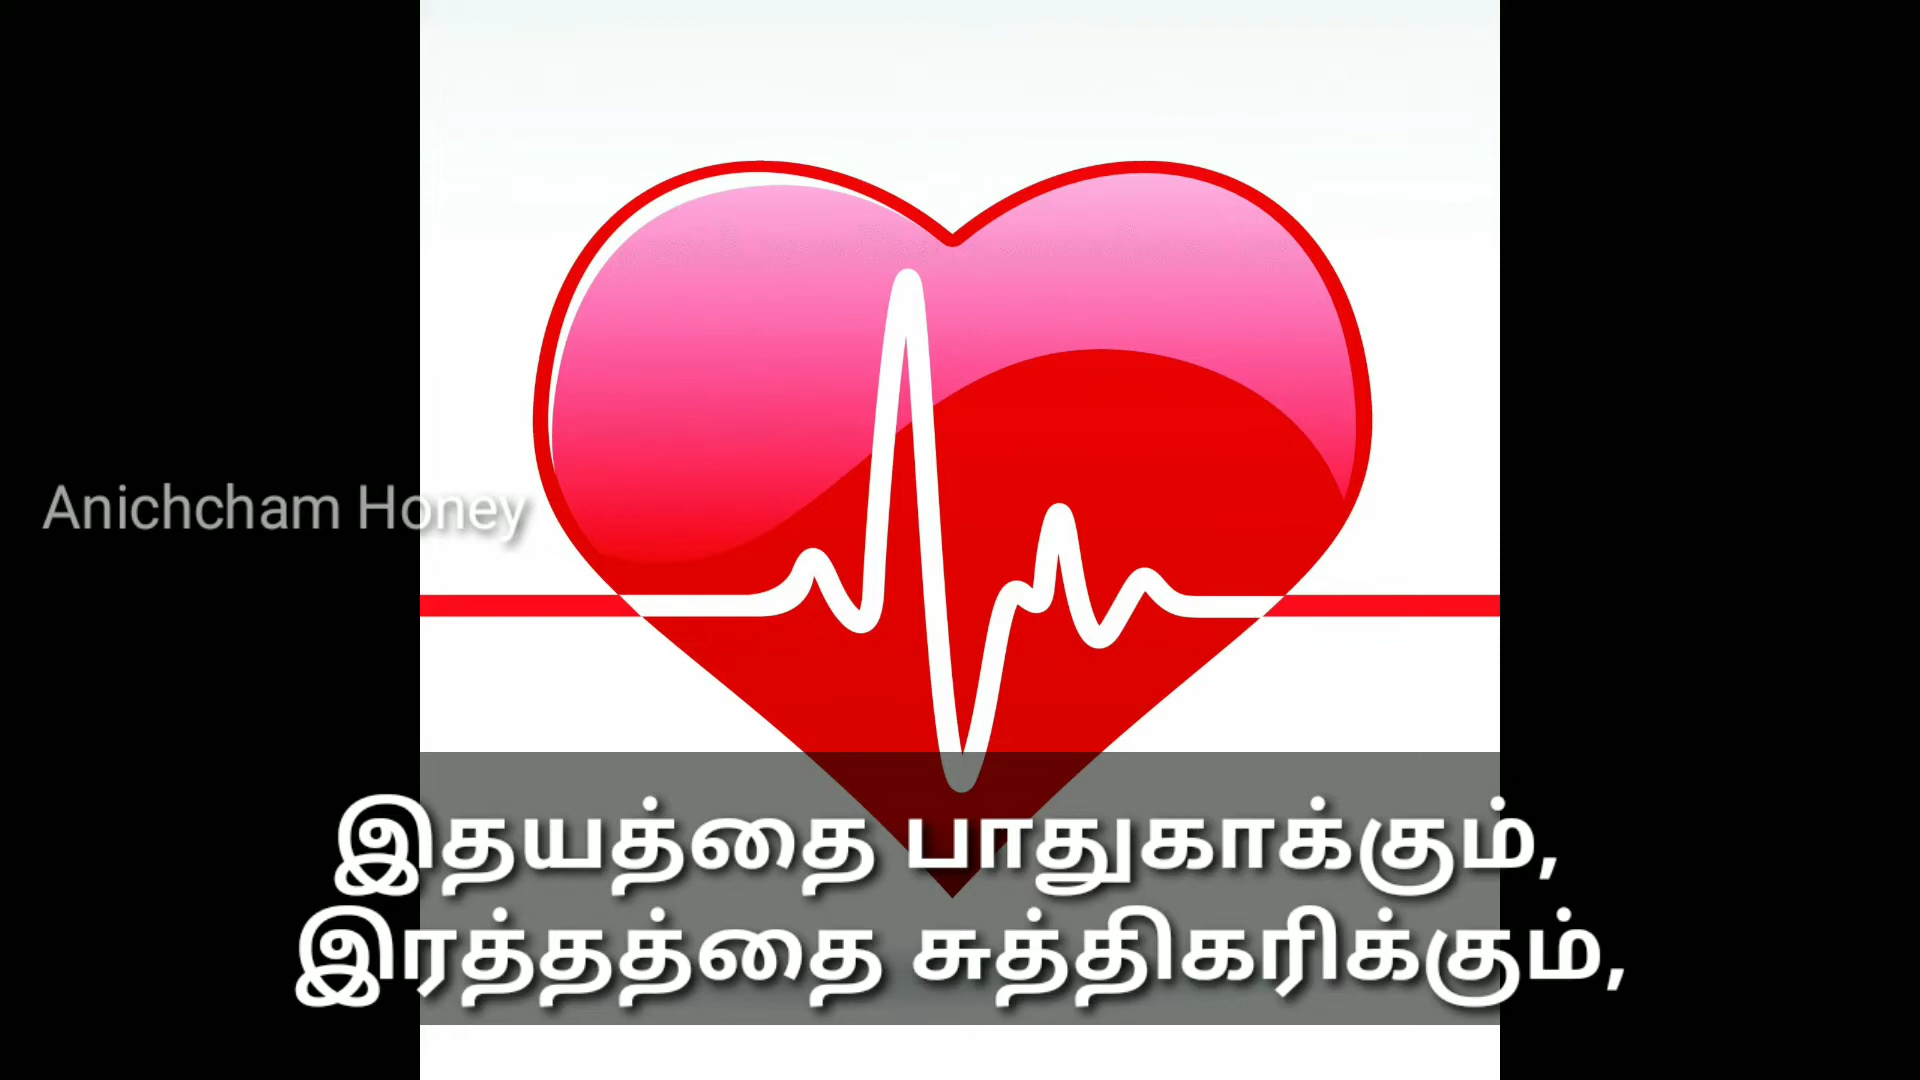 Anichcham Honey
இதயத்தை பாதுகாக்கும்,
இரத்தத்தை சுத்திகரிக்கும்,